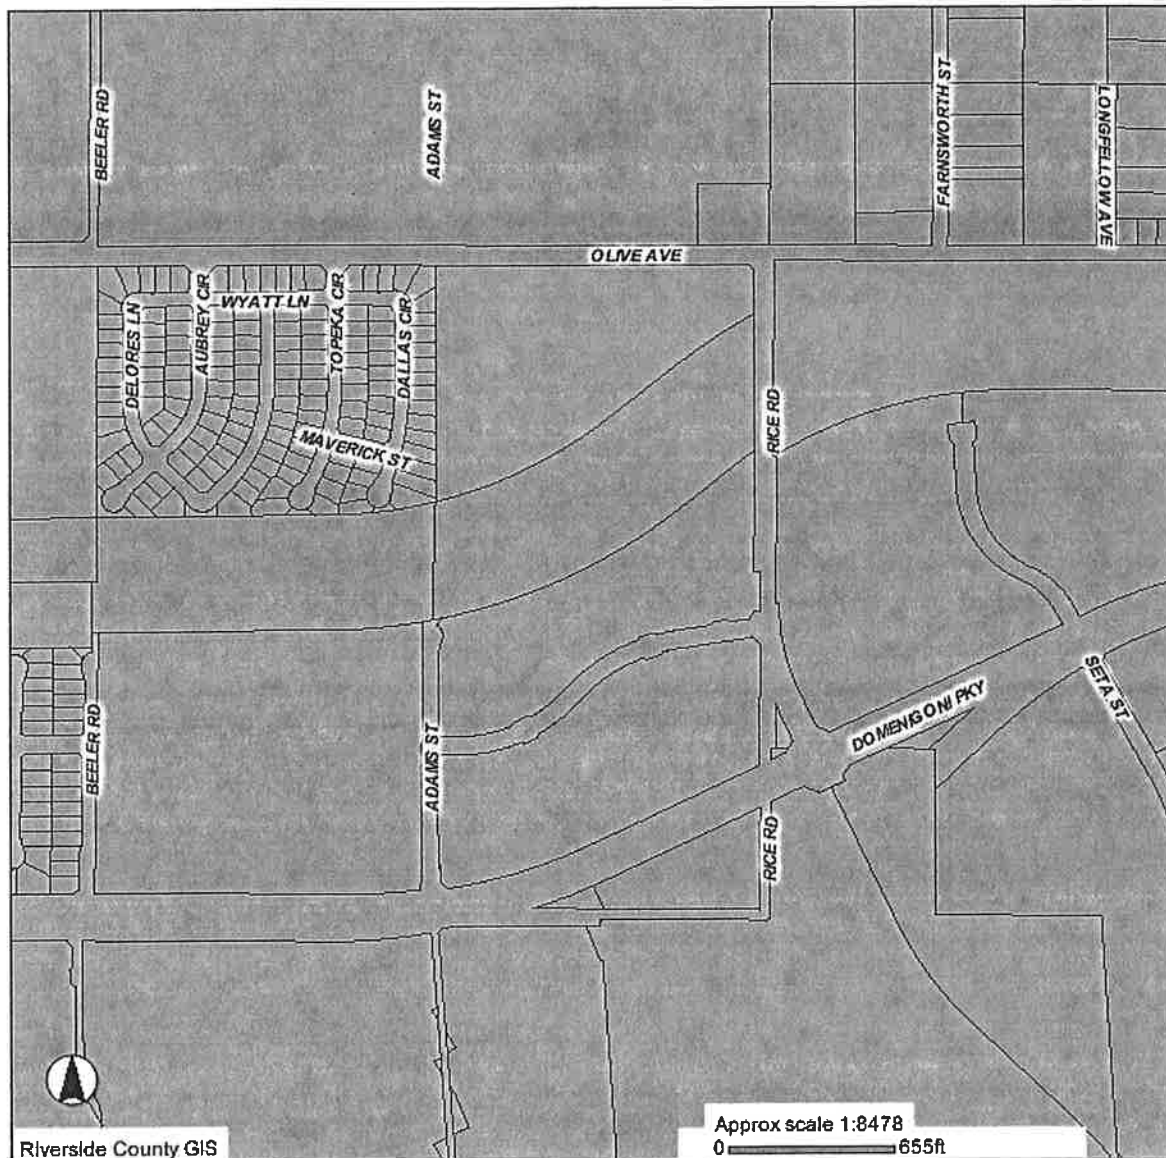 BEELER RD
ADAMS ST
FARNSWORTH ST
LONGFELLOW AVE
OLIVE AVE
WYATT LN
DELORES LN
AUBREY CIR
TOPEKA CIR
DALLAS CIR
MAVERICK ST
RICE RD
SETA ST
DOMENIGONI PKY
BEELER RD
ADAMS ST
RICE RD
Riverside County GIS
Approx scale 1:8478
0 655ft